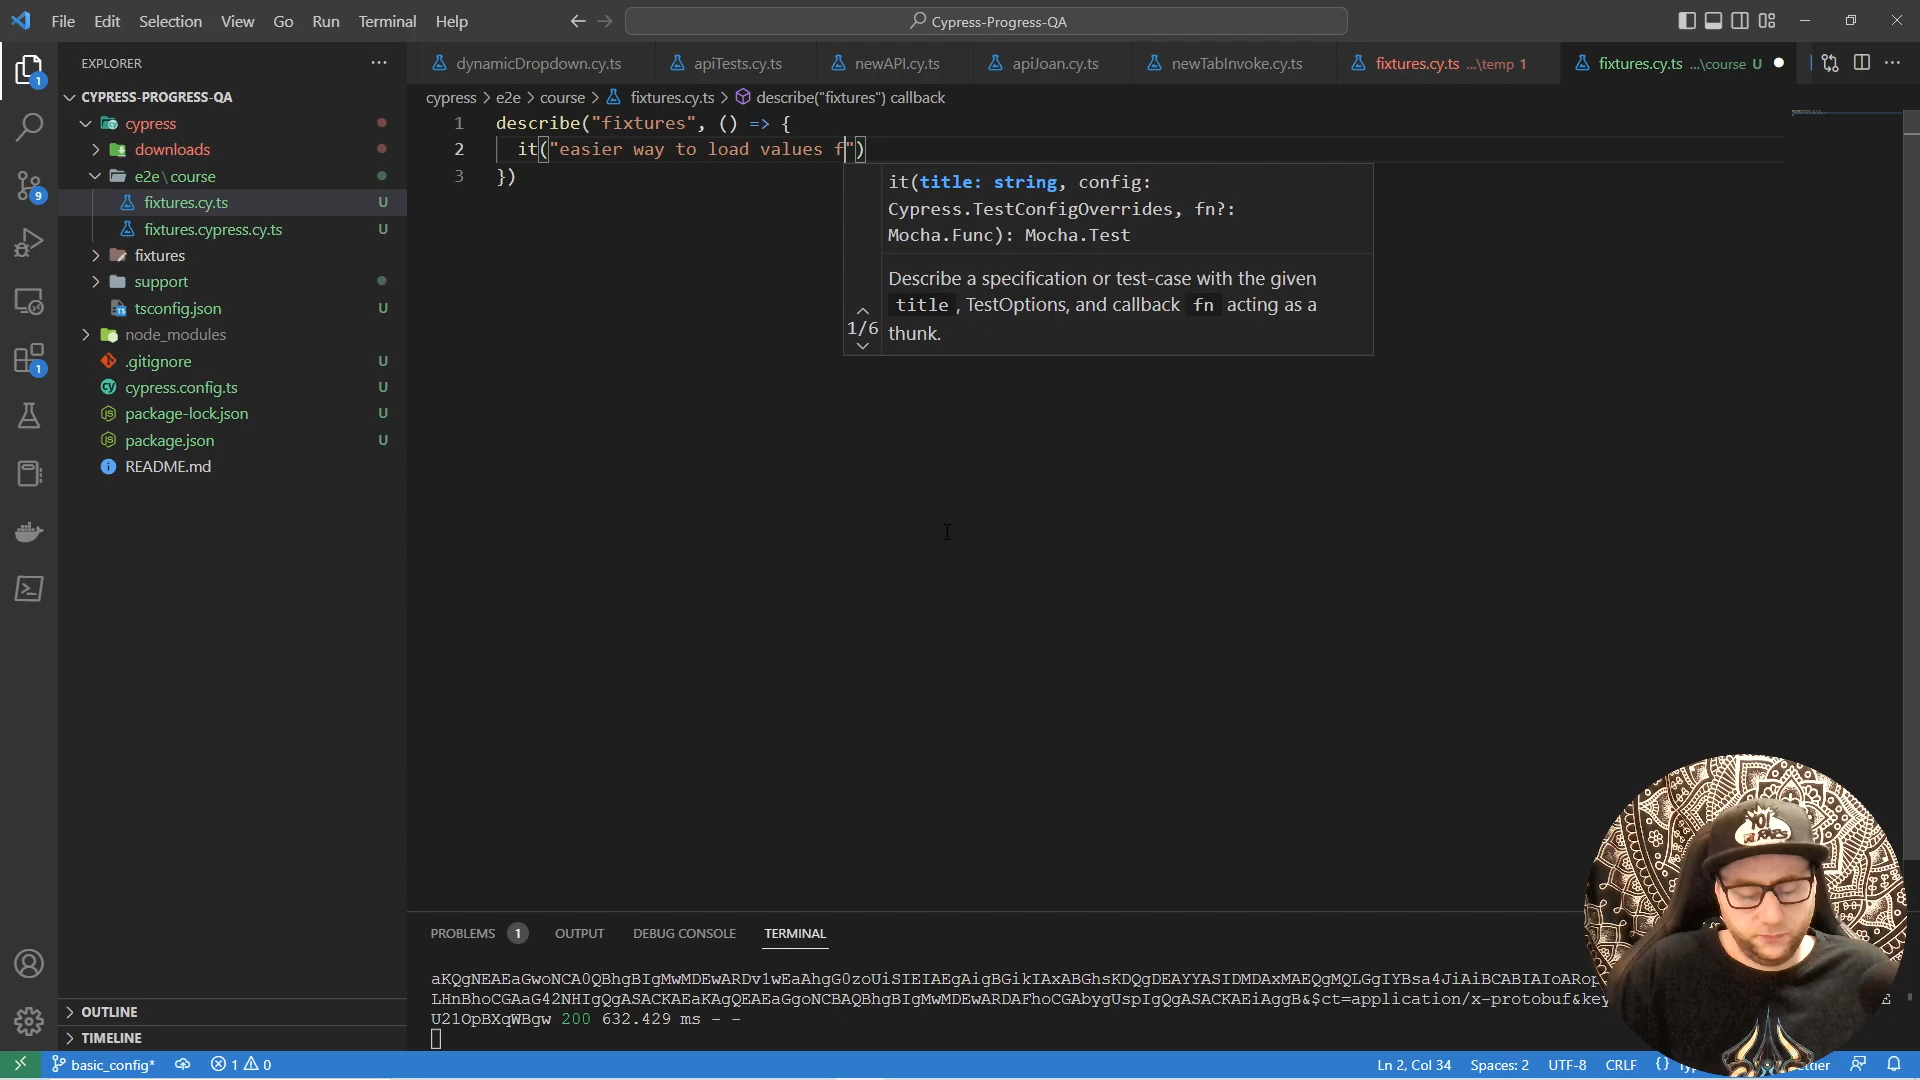 File Edit Selection View Go Run Terminal Help
Cypress-Progress-QA
EXPLORER
dynamicDropdown.cy.ts
apiTests.cy.ts
newAPI.cy.ts
apiJoan.cy.ts
newTabInvoke.cy.ts
fixtures.cy.ts ...\temp 1
fixtures.cy.ts ...\course U
CYPRESS-PROGRESS-QA
cypress > e2e > course > fixtures.cy.ts > describe("fixtures") callback
cypress
downloads
e2e\course
fixtures.cy.ts U
fixtures.cypress.cy.ts U
fixtures
support
tsconfig.json U
node_modules
.gitignore U
cypress.config.ts U
package-lock.json U
package.json U
README.md
OUTLINE
TIMELINE
1
9
1
1 describe("fixtures", () => {
2 it("easier way to load values f")
3 })
it(title: string, config:
Cypress.TestConfigOverrides, fn?:
Mocha.Func): Mocha.Test
Describe a specification or test-case with the given
title, TestOptions, and callback fn acting as a
thunk.
1/6
PROBLEMS 1 OUTPUT DEBUG CONSOLE TERMINAL
U21OpBXqWBgw 200 632.429 ms - -
YO!
basic_config* 1 0
Ln 2, Col 34 Spaces: 2 UTF-8 CRLF {}